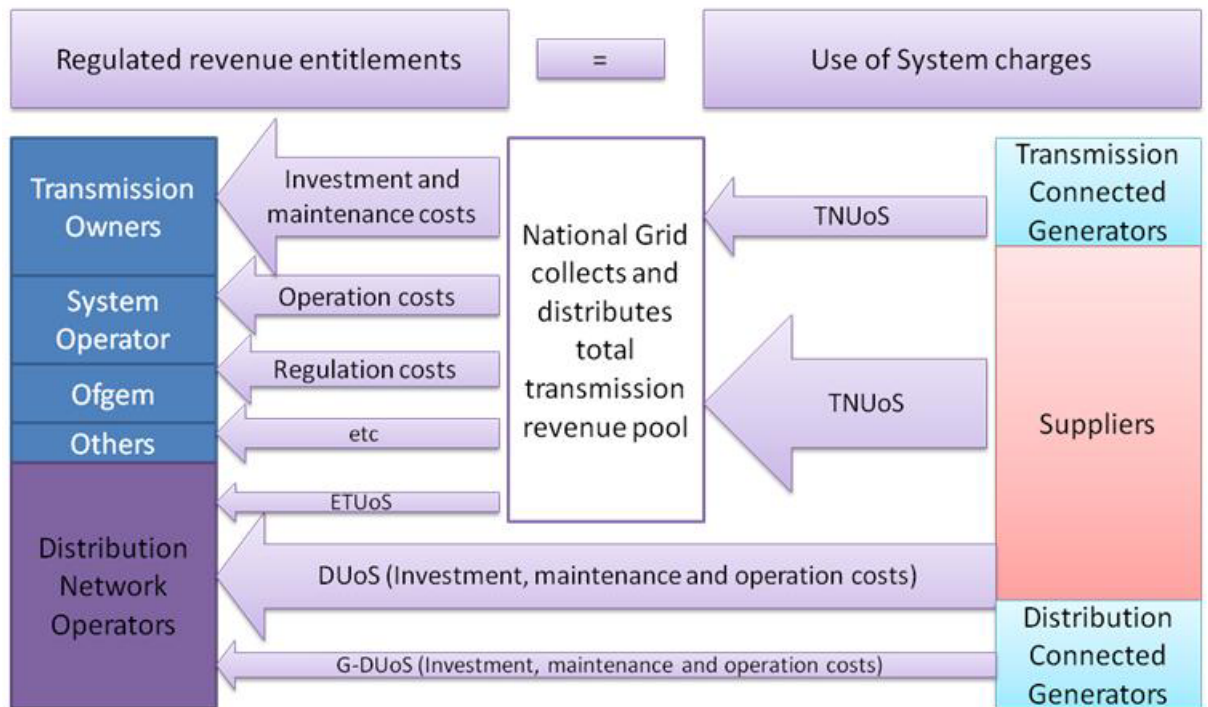 Regulated revenue entitlements
=
Use of System charges
Transmission
Owners
System
Operator
Ofgem
Others
Distribution
Network
Operators
Investment and
maintenance costs
Operation costs
Regulation costs
etc
ETUoS
DUoS (Investment, maintenance and operation costs)
G-DUoS (Investment, maintenance and operation costs)
National Grid
collects and
distributes
total
transmission
revenue pool
TNUoS
TNUoS
Transmission
Connected
Generators
Suppliers
Distribution
Connected
Generators